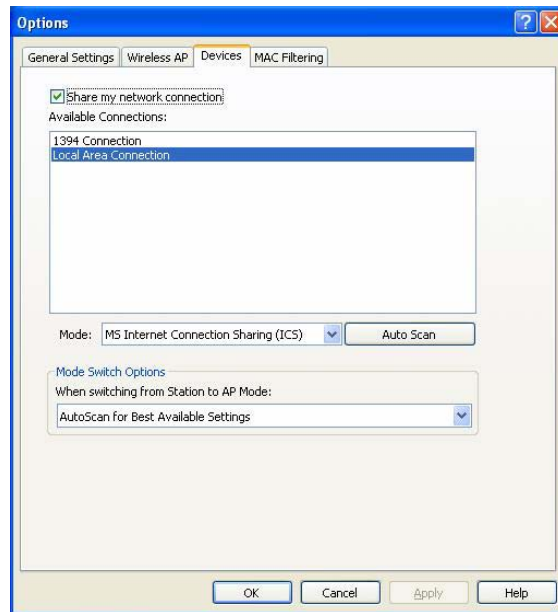 Options
General Settings Wireless AP Devices MAC Filtering
Share my network connection
Available Connections:
1394 Connection
Local Area Connection
Mode: MS Internet Connection Sharing (ICS) Auto Scan
Mode Switch Options
When switching from Station to AP Mode:
AutoScan for Best Available Settings
OK Cancel Apply Help